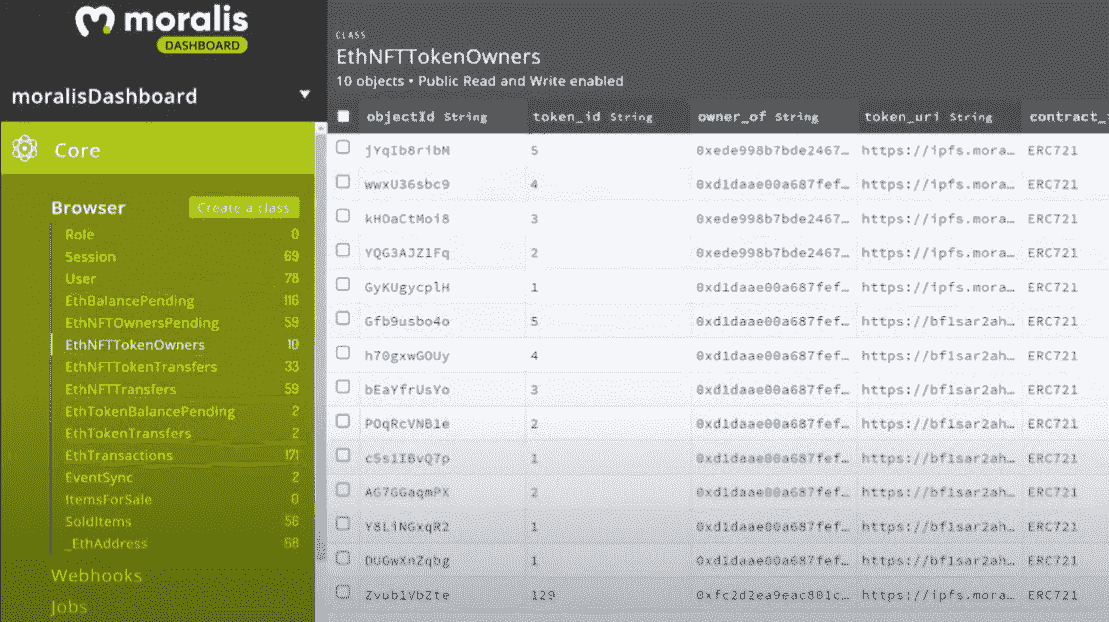 moralis
DASHBOARD
moralisDashboard
Core
Browser
Create a class
Role 0
Session 69
User 78
EthBalancePending 116
EthNFTOwnersPending 59
EthNFTTokenOwners 10
EthNFTTokenTransfers 33
EthNFTTransfers 59
EthTokenBalancePending 2
EthTokenTransfers 2
EthTransactions 171
EventSync 2
ItemsForSale 0
SoldItems 56
_EthAddress 68
Webhooks
Jobs
CLASS
EthNFTTokenOwners
10 objects • Public Read and Write enabled
objectId String token_id String owner_of String token_uri String contract_
jYqIb8ribM 5 0xede998b7bde2467… https://ipfs.mora… ERC721
wwxU36sbc9 4 0xd1daae00a687fef… https://ipfs.mora… ERC721
kHOaCtMoi8 3 0xede998b7bde2467… https://ipfs.mora… ERC721
YQG3AJZ1Fq 2 0xede998b7bde2467… https://ipfs.mora… ERC721
GyKUgycplH 1 0xede998b7bde2467… https://ipfs.mora… ERC721
Gfb9usbo4o 5 0xd1daae00a687fef… https://bf1sar2ah… ERC721
h70gxwGOUy 4 0xd1daae00a687fef… https://bf1sar2ah… ERC721
bEaYfrUsYo 3 0xd1daae00a687fef… https://bf1sar2ah… ERC721
POqRcVNB1e 2 0xd1daae00a687fef… https://bf1sar2ah… ERC721
cSs1IBvQ7p 1 0xd1daae00a687fef… https://bf1sar2ah… ERC721
AG7GGaqmPX 2 0xd1daae00a687fef… https://bf1sar2ah… ERC721
Y8LiNGxqR2 1 0xd1daae00a687fef… https://bf1sar2ah… ERC721
DUGwXnZqbg 1 0xd1daae00a687fef… https://bf1sar2ah… ERC721
Zvub1VbZte 129 0xfc2d2ea9eac801c… https://ipfs.mora… ERC721